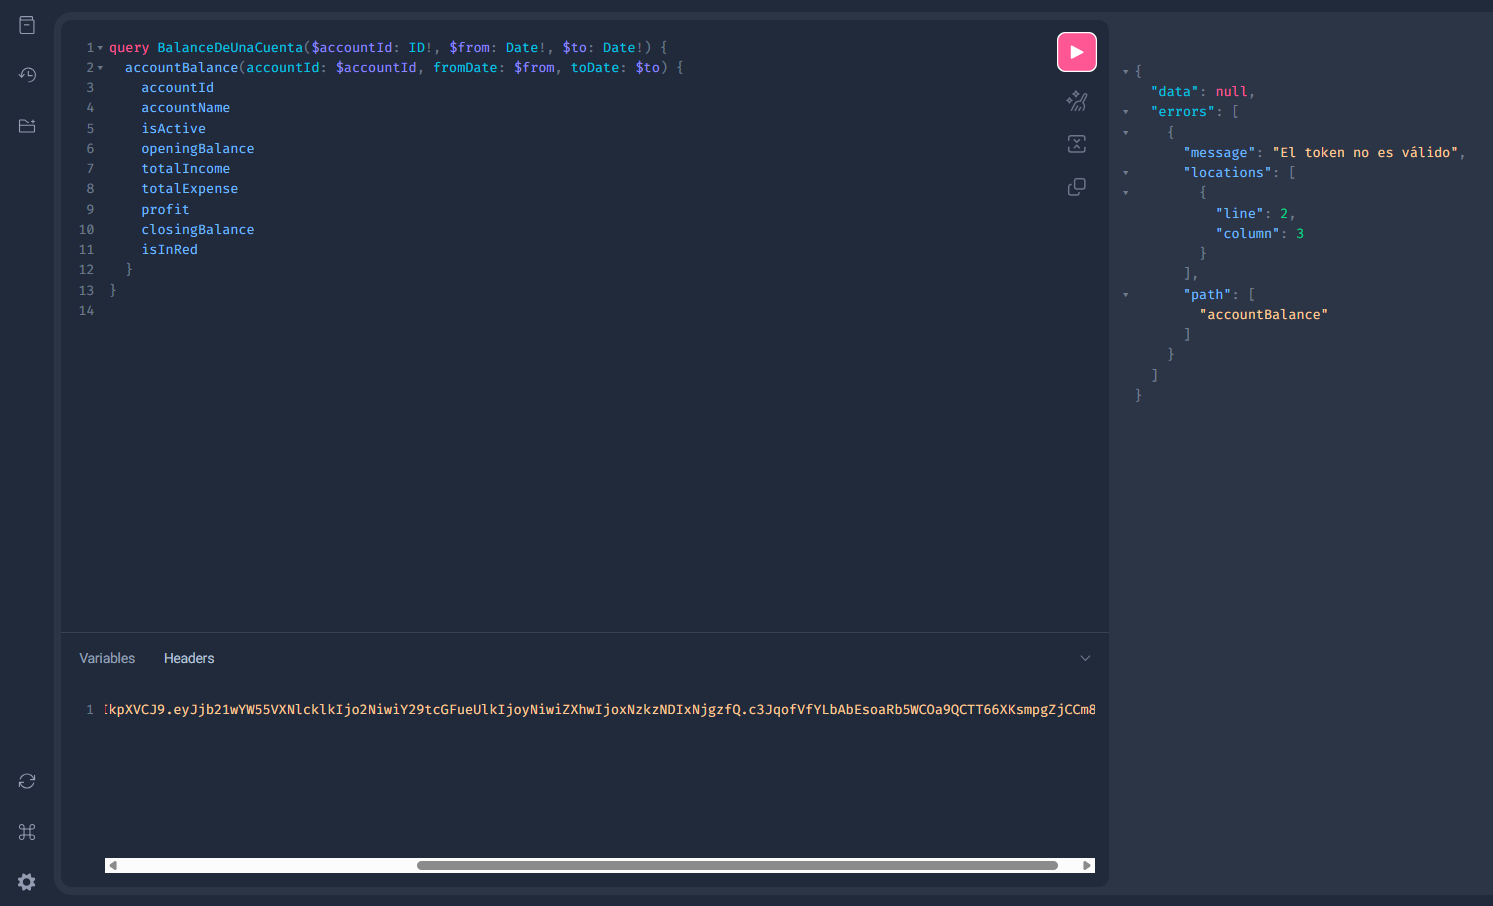 1 query BalanceDeUnaCuenta($accountId: ID!, $from: Date!, $to: Date!) {
2 accountBalance(accountId: $accountId, fromDate: $from, toDate: $to) {
3 accountId
4 accountName
5 isActive
6 openingBalance
7 totalIncome
8 totalExpense
9 profit
10 closingBalance
11 isInRed
12 }
13 }
14
Variables Headers
1 IkpXVCJ9.eyJjb21wYW55VXNlcklkIjo2NiwiY29tcGFueUlkIjoyNiwiZXhwIjoxNzkzNDIxNjgzfQ.c3JqofVfYLbAbEsoaRb5WCOa9QCTT66XKsmpgZjCCm8
{
"data": null,
"errors": [
{
"message": "El token no es válido",
"locations": [
{
"line": 2,
"column": 3
}
],
"path": [
"accountBalance"
]
}
]
}